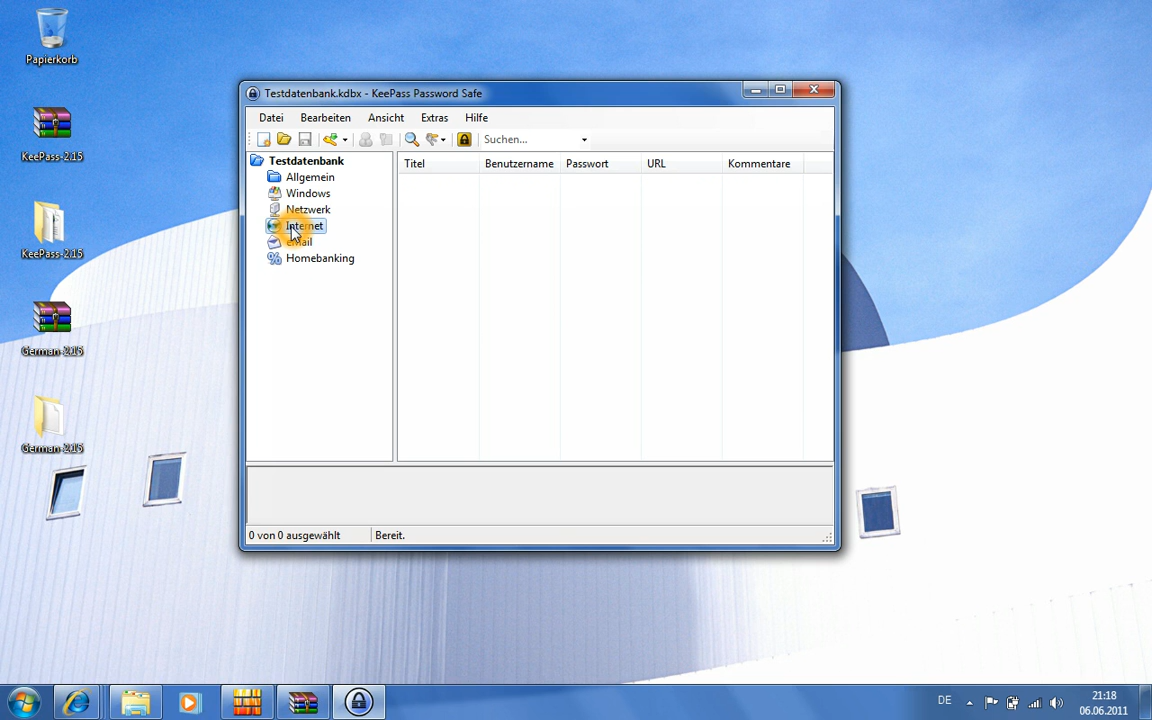 Papierkorb
KeePass-2.15
KeePass-2.15
German-2.15
German-2.15
Testdatenbank.kdbx - KeePass Password Safe
Datei Bearbeiten Ansicht Extras Hilfe
Suchen...
Testdatenbank
Allgemein
Windows
Netzwerk
Internet
eMail
Homebanking
Titel Benutzername Passwort URL Kommentare
0 von 0 ausgewählt Bereit.
DE
21:18
06.06.2011